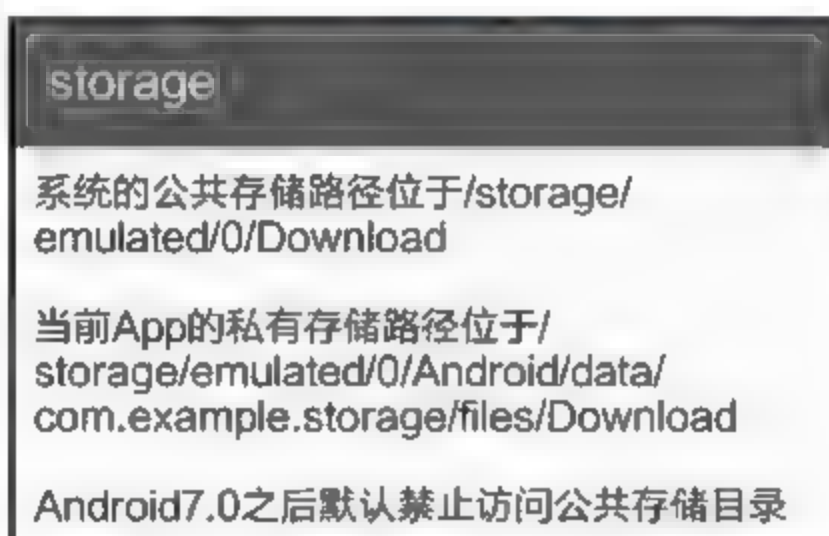 storage
系统的公共存储路径位于/storage/
emulated/0/Download
当前App的私有存储路径位于/
storage/emulated/0/Android/data/
com.example.storage/files/Download
Android7.0之后默认禁止访问公共存储目录